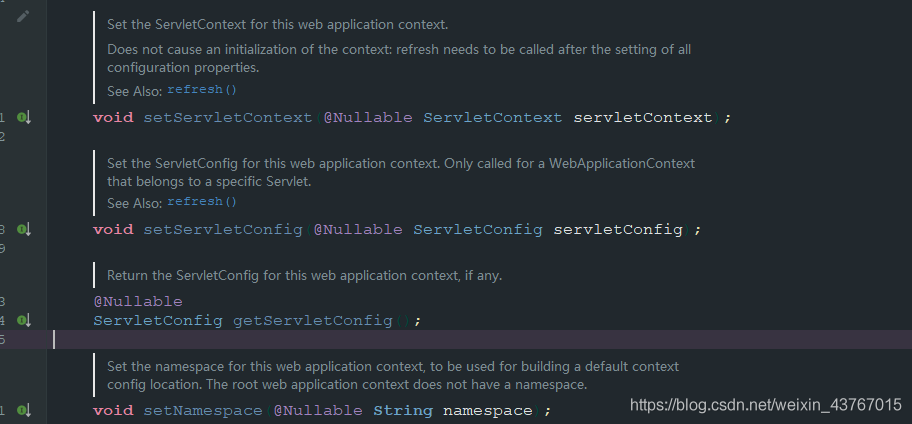 Set the ServletContext for this web application context.
Does not cause an initialization of the context: refresh needs to be called after the setting of all
configuration properties.
See Also: refresh()
1 void setServletContext(@Nullable ServletContext servletContext);
2
Set the ServletConfig for this web application context. Only called for a WebApplicationContext
that belongs to a specific Servlet.
See Also: refresh()
8 void setServletConfig(@Nullable ServletConfig servletConfig);
9
Return the ServletConfig for this web application context, if any.
3 @Nullable
4 ServletConfig getServletConfig();
5
Set the namespace for this web application context, to be used for building a default context
config location. The root web application context does not have a namespace.
1 void setNamespace(@Nullable String namespace);
https://blog.csdn.net/weixin_43767015